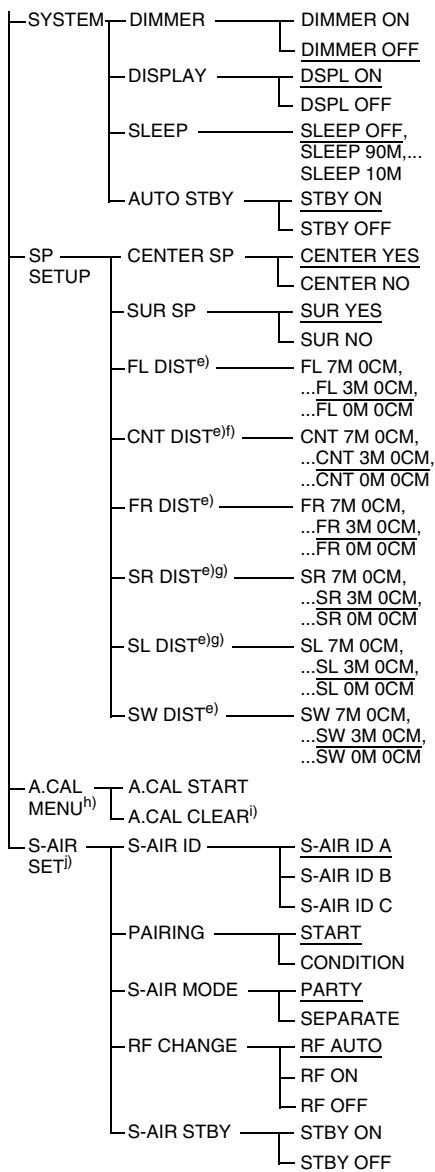 SYSTEM DIMMER DIMMER ON
DIMMER OFF
DISPLAY DSPL ON
DSPL OFF
SLEEP SLEEP OFF,
SLEEP 90M,...
SLEEP 10M
AUTO STBY STBY ON
STBY OFF
SP CENTER SP CENTER YES
SETUP CENTER NO
SUR SP SUR YES
SUR NO
FL DISTe) FL 7M 0CM,
...FL 3M 0CM,
...FL 0M 0CM
CNT DISTe)f) CNT 7M 0CM,
...CNT 3M 0CM,
...CNT 0M 0CM
FR DISTe) FR 7M 0CM,
...FR 3M 0CM,
...FR 0M 0CM
SR DISTe)g) SR 7M 0CM,
...SR 3M 0CM,
...SR 0M 0CM
SL DISTe)g) SL 7M 0CM,
...SL 3M 0CM,
...SL 0M 0CM
SW DISTe) SW 7M 0CM,
...SW 3M 0CM,
...SW 0M 0CM
A.CAL A.CAL START
MENUh) A.CAL CLEARi)
S-AIR S-AIR ID S-AIR ID A
SETj) S-AIR ID B
S-AIR ID C
PAIRING START
CONDITION
S-AIR MODE PARTY
SEPARATE
RF CHANGE RF AUTO
RF ON
RF OFF
S-AIR STBY STBY ON
STBY OFF